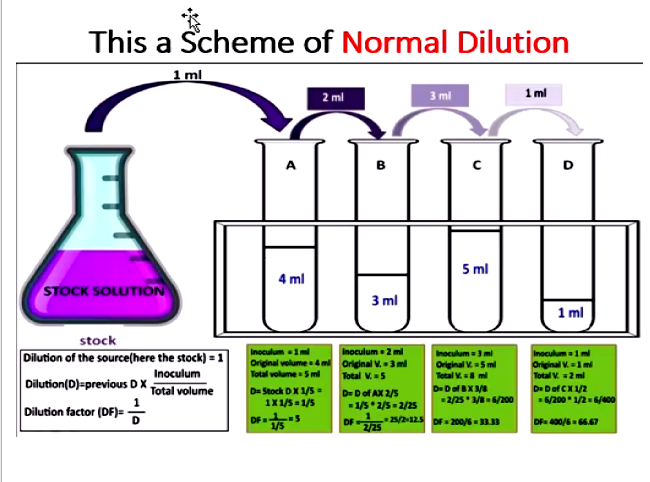 This a Scheme of Normal Dilution
1 ml
2 ml
3 ml
1 ml
A
B
C
D
4 ml
3 ml
5 ml
1 ml
STOCK SOLUTION
stock
Dilution of the source(here the stock) = 1
Dilution(D)=previous D X Inoculum
Total volume
Dilution factor (DF)= 1
D
Inoculum = 1 ml
Original volume = 4 ml
Total volume = 5 ml
D= Stock D X 1/5 =
1 X 1/5 = 1/5
DF= 1 = 5
1/5
Inoculum = 2 ml
Original V. = 3 ml
Total V. = 5
D= D of AX 2/5
= 1/5 * 2/5 = 2/25
DF = 1 = 25/2=12.5
2/25
Inoculum = 3 ml
Original V. = 5 ml
Total V. = 8 ml
D= D of B X 3/8
= 2/25 * 3/8 = 6/200
DF = 200/6 = 33.33
Inoculum = 1 ml
Original V. = 1 ml
Total V. = 2 ml
D= D of C X 1/2
= 6/200 * 1/2 = 6/400
DF= 400/6 = 66.67